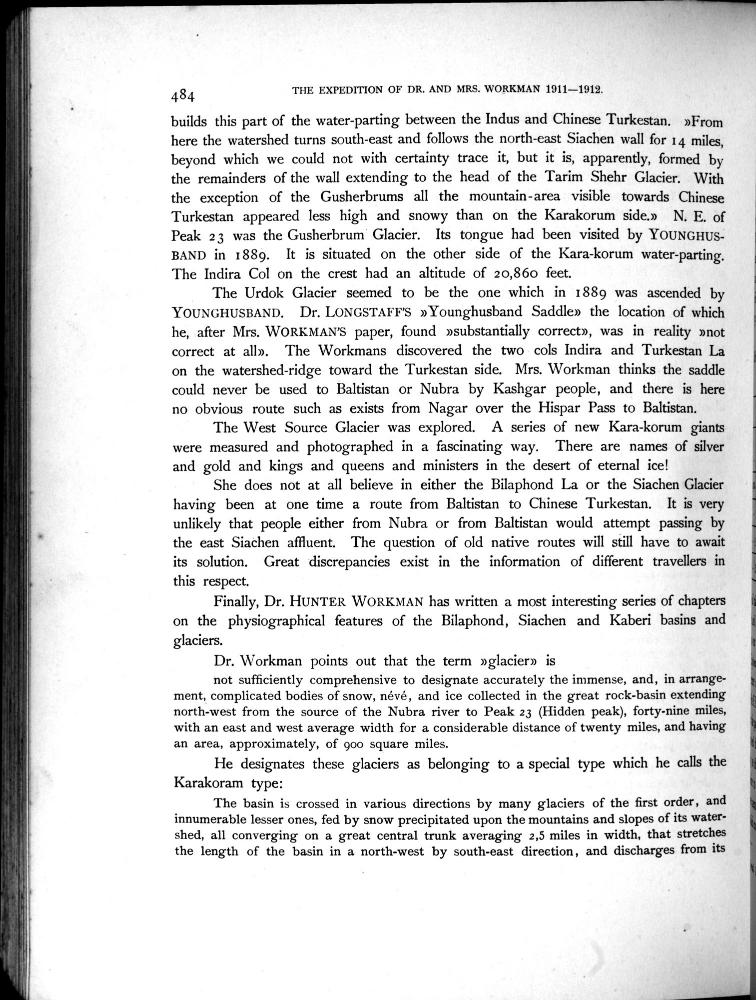 484
THE EXPEDITION OF DR. AND MRS. WORKMAN 1911—1912.
builds this part of the water-parting between the Indus and Chinese Turkestan. »From
here the watershed turns south-east and follows the north-east Siachen wall for 14 miles,
beyond which we could not with certainty trace it, but it is, apparently, formed by
the remainders of the wall extending to the head of the Tarim Shehr Glacier. With
the exception of the Gusherbrums all the mountain-area visible towards Chinese
Turkestan appeared less high and snowy than on the Karakorum side.» N. E. of
Peak 23 was the Gusherbrum Glacier. Its tongue had been visited by YOUNGHUS-
BAND in 1889. It is situated on the other side of the Kara-korum water-parting.
The Indira Col on the crest had an altitude of 20,860 feet.
The Urdok Glacier seemed to be the one which in 1889 was ascended by
YOUNGHUSBAND. Dr. LONGSTAFF'S »Younghusband Saddle» the location of which
he, after Mrs. WORKMAN'S paper, found »substantially correct», was in reality »not
correct at all». The Workmans discovered the two cols Indira and Turkestan La
on the watershed-ridge toward the Turkestan side. Mrs. Workman thinks the saddle
could never be used to Baltistan or Nubra by Kashgar people, and there is here
no obvious route such as exists from Nagar over the Hispar Pass to Baltistan.
The West Source Glacier was explored. A series of new Kara-korum giants
were measured and photographed in a fascinating way. There are names of silver
and gold and kings and queens and ministers in the desert of eternal ice!
She does not at all believe in either the Bilaphond La or the Siachen Glacier
having been at one time a route from Baltistan to Chinese Turkestan. It is very
unlikely that people either from Nubra or from Baltistan would attempt passing by
the east Siachen affluent. The question of old native routes will still have to await
its solution. Great discrepancies exist in the information of different travellers in
this respect.
Finally, Dr. HUNTER WORKMAN has written a most interesting series of chapters
on the physiographical features of the Bilaphond, Siachen and Kaberi basins and
glaciers.
Dr. Workman points out that the term »glacier» is
not sufficiently comprehensive to designate accurately the immense, and, in arrange-
ment, complicated bodies of snow, névé, and ice collected in the great rock-basin extending
north-west from the source of the Nubra river to Peak 23 (Hidden peak), forty-nine miles,
with an east and west average width for a considerable distance of twenty miles, and having
an area, approximately, of 900 square miles.
He designates these glaciers as belonging to a special type which he calls the
Karakoram type:
The basin is crossed in various directions by many glaciers of the first order, and
innumerable lesser ones, fed by snow precipitated upon the mountains and slopes of its water-
shed, all converging on a great central trunk averaging 2,5 miles in width, that stretches
the length of the basin in a north-west by south-east direction, and discharges from its